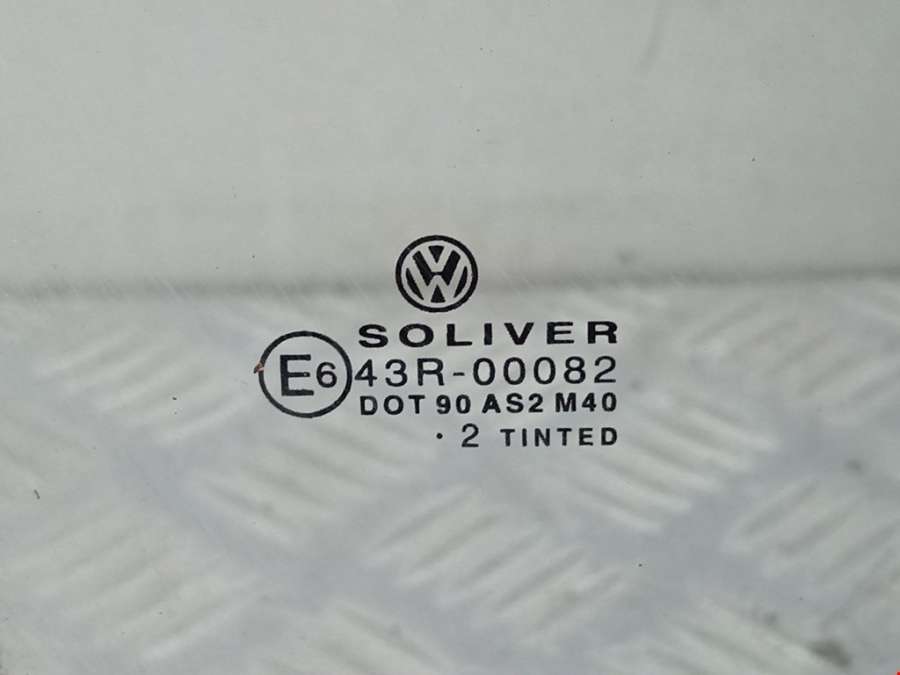 SOLIVER
E6 43R-00082
DOT 90 AS2 M40
· 2 TINTED